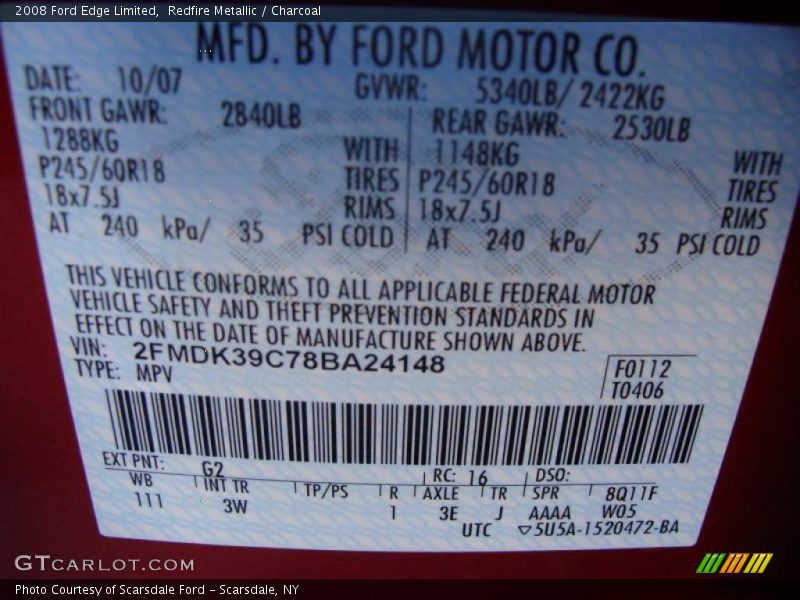 2008 Ford Edge Limited,  Redfire Metallic / Charcoal
MFD. BY FORD MOTOR CO.
DATE: 10/07 GVWR: 5340LB/ 2422KG
FRONT GAWR: 2840LB REAR GAWR: 2530LB
1288KG WITH 1148KG WITH
P245/60R18 TIRES P245/60R18 TIRES
18x7.5J RIMS 18x7.5J RIMS
AT 240 kPa/ 35 PSI COLD AT 240 kPa/ 35 PSI COLD
THIS VEHICLE CONFORMS TO ALL APPLICABLE FEDERAL MOTOR
VEHICLE SAFETY AND THEFT PREVENTION STANDARDS IN
EFFECT ON THE DATE OF MANUFACTURE SHOWN ABOVE.
VIN: 2FMDK39C78BA24148
TYPE: MPV
F0112
T0406
EXT PNT: G2 RC: 16 DSO:
WB INT TR TP/PS R AXLE TR SPR 8Q11F
111 3W 1 3E J AAAA W05
UTC ▽5U5A-1520472-BA
GTCARLOT.COM
Photo Courtesy of Scarsdale Ford – Scarsdale, NY